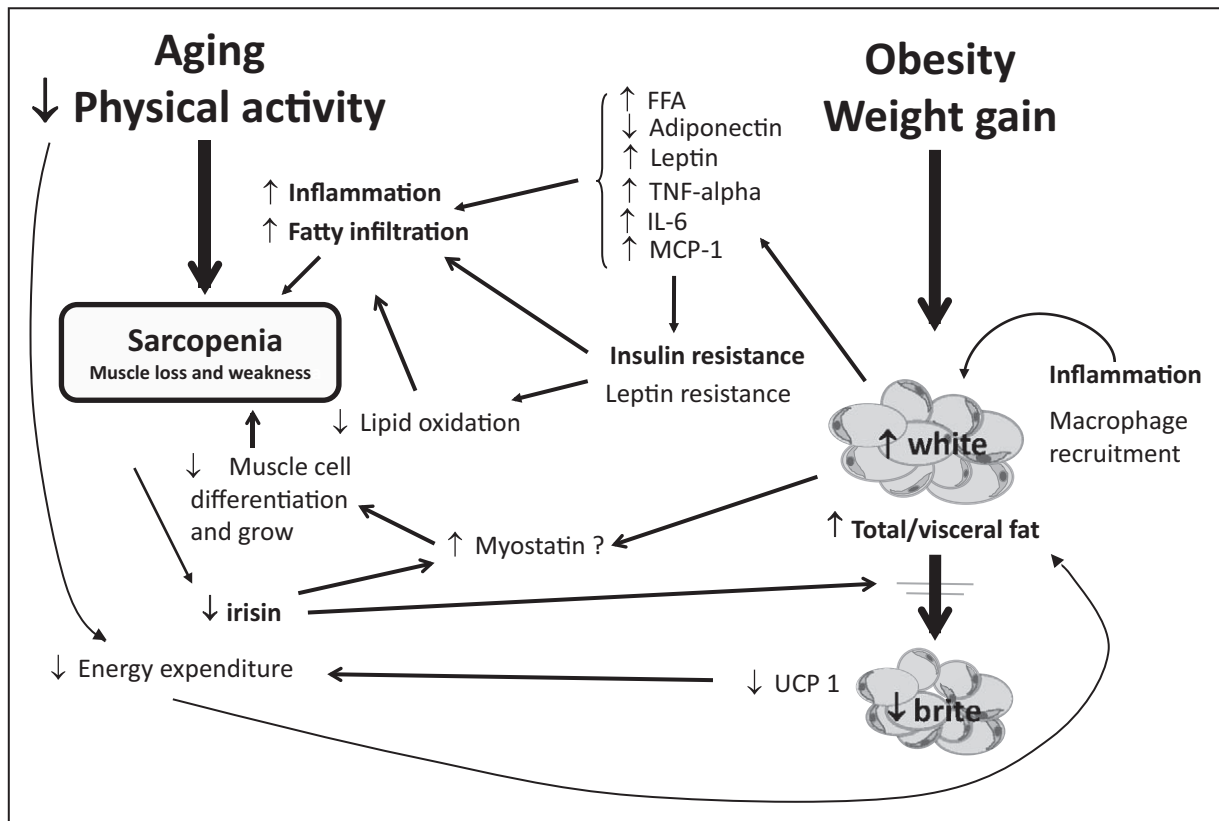 Aging
↓ Physical activity
Obesity
Weight gain
↑ FFA
↓ Adiponectin
↑ Leptin
↑ TNF-alpha
↑ IL-6
↑ MCP-1
↑ Inflammation
↑ Fatty infiltration
Sarcopenia
Muscle loss and weakness
Insulin resistance
Leptin resistance
↓ Lipid oxidation
Inflammation
Macrophage
recruitment
↑ white
↑ Total/visceral fat
↓ Muscle cell
differentiation
and grow
↑ Myostatin ?
↓ irisin
↓ Energy expenditure
↓ UCP 1
↓ brite